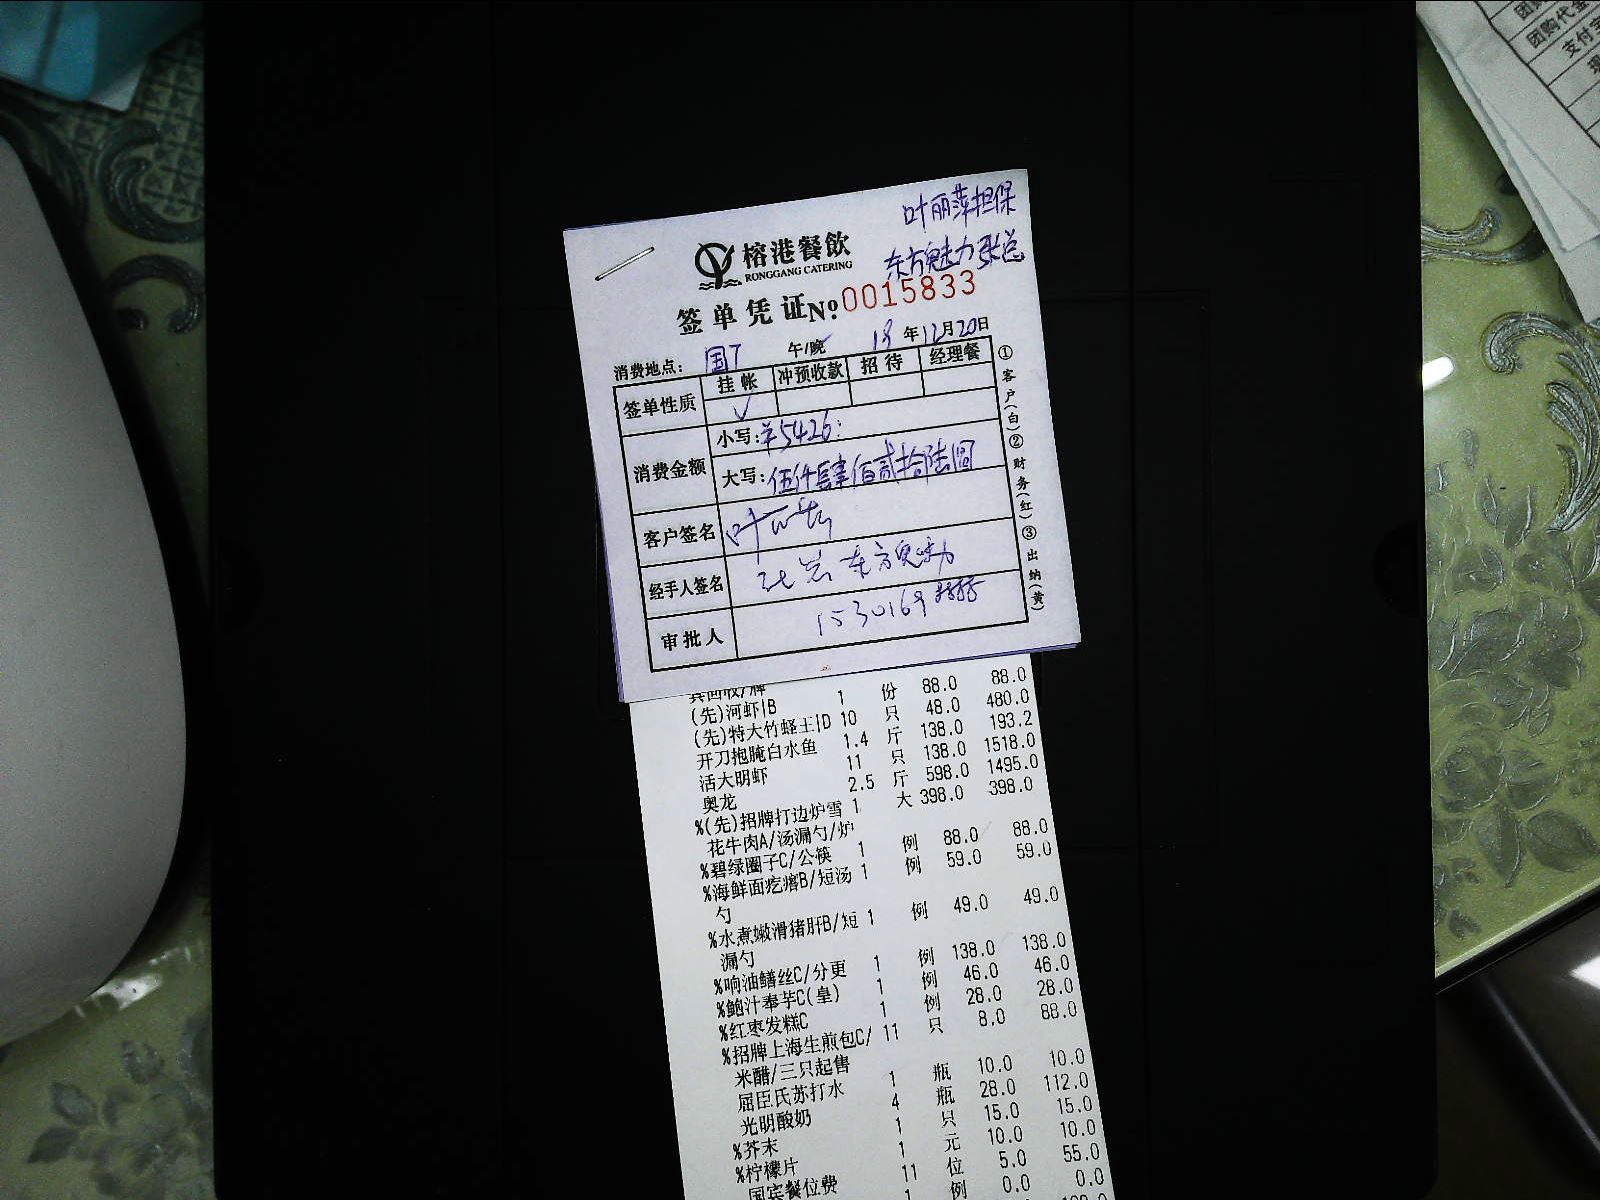 叶丽萍担保
东方魅力张总
榕港餐飲
RONGGANG CATERING
签单凭证No 0015833
消费地点: 国T 午/晚 18年12月20日
签单性质 挂帐 冲预收款 招待 经理餐
✓
消费金额 小写:¥5426:
大写:伍仟肆佰贰拾陆圆
客户签名
经手人签名 张总 东方魅力
审批人
①客户(白)②财务(红)③出纳(黄)
1 份 88.0 88.0
(先)河虾IB 10 只 48.0 480.0
(先)特大竹蛏王ID 1.4 斤 138.0 193.2
开刀抱腌白水鱼 11 只 138.0 1518.0
活大明虾 2.5 斤 598.0 1495.0
奥龙 1 大 398.0 398.0
%(先)招牌打边炉雪
花牛肉A/汤漏勺/炉 1 例 88.0 88.0
%碧绿圈子C/公筷 1 例 59.0 59.0
%海鲜面疙瘩B/短汤
勺 1 例 49.0 49.0
%水煮嫩滑猪肝B/短
漏勺 1 例 138.0 138.0
%响油鳝丝C/分更 1 例 46.0 46.0
%鲍汁奉芋C(皇) 1 例 28.0 28.0
%红枣发糕C 11 只 8.0 88.0
%招牌上海生煎包C/
米醋/三只起售 1 瓶 10.0 10.0
屈臣氏苏打水 4 瓶 28.0 112.0
光明酸奶 1 只 15.0 15.0
%芥末 1 元 10.0 10.0
%柠檬片 11 位 5.0 55.0
国宾餐位费 1 例 0.0 0.0
团购代金
支付宝
现